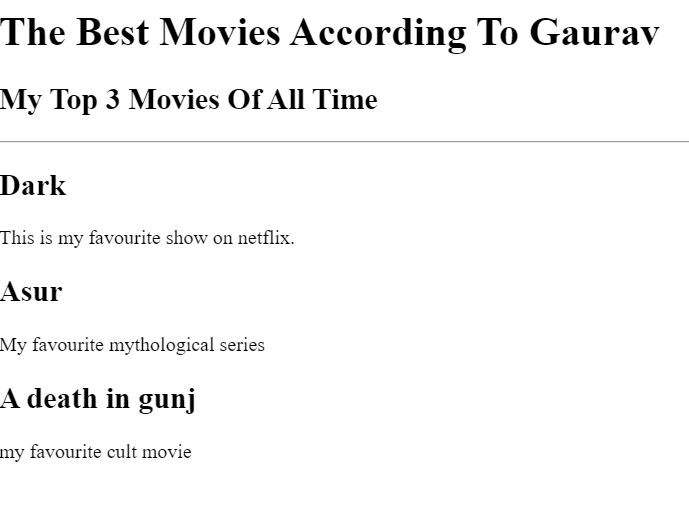 The Best Movies According To Gaurav
My Top 3 Movies Of All Time
Dark
This is my favourite show on netflix.
Asur
My favourite mythological series
A death in gunj
my favourite cult movie